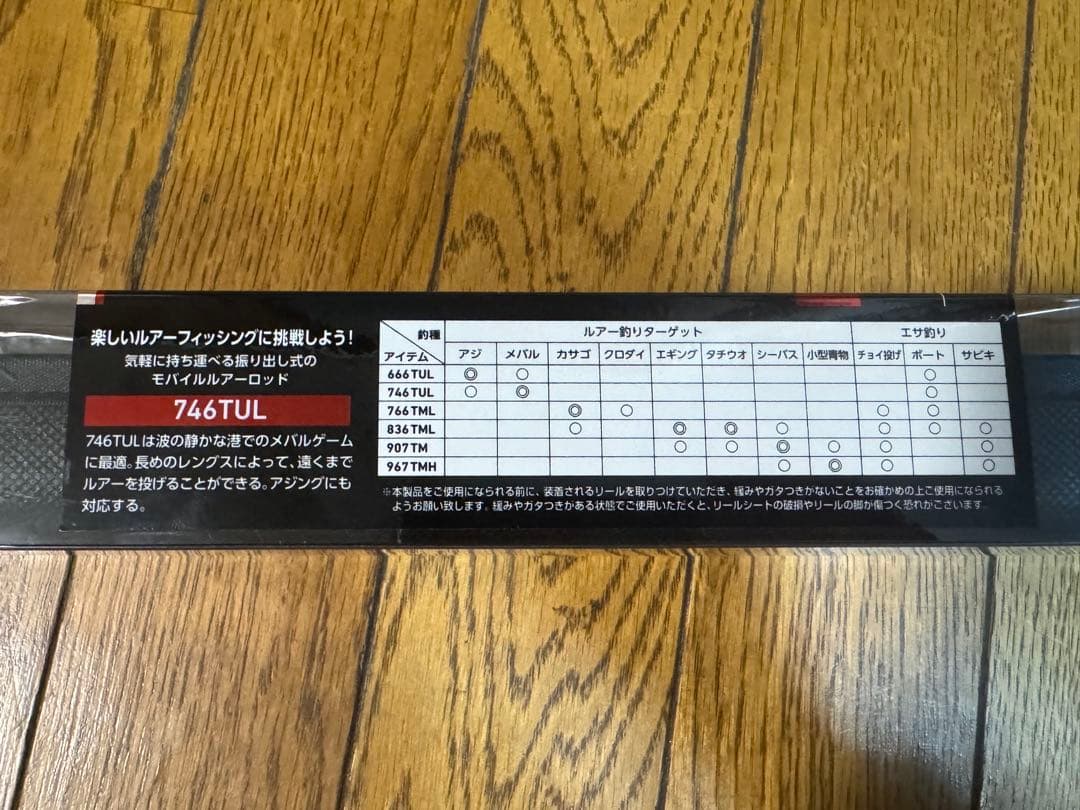 楽しいルアーフィッシングに挑戦しよう!
気軽に持ち運べる振り出し式の
モバイルルアーロッド
746TUL
746TULは波の静かな港でのメバルゲーム
に最適。長めのレングスによって、遠くまで
ルアーを投げることができる。アジングにも
対応する。
釣種 ルアー釣りターゲット エサ釣り
アイテム アジ メバル カサゴ クロダイ エギング タチウオ シーバス 小型青物 チョイ投げ ボート サビキ
666TUL ◎ ○ ○
746TUL ○ ◎ ○
766TML ◎ ○ ○ ○
836TML ○ ◎ ◎ ○ ○ ○ ○
907TM ○ ○ ◎ ○ ○ ○
967TMH ○ ◎ ○ ○
※本製品をご使用になられる前に、装着されるリールを取りつけていただき、緩みやガタつきがないことをお確かめの上ご使用になられる
ようお願い致します。緩みやガタつきがある状態でご使用いただくと、リールシートの破損やリールの脚が傷つく恐れがございます。